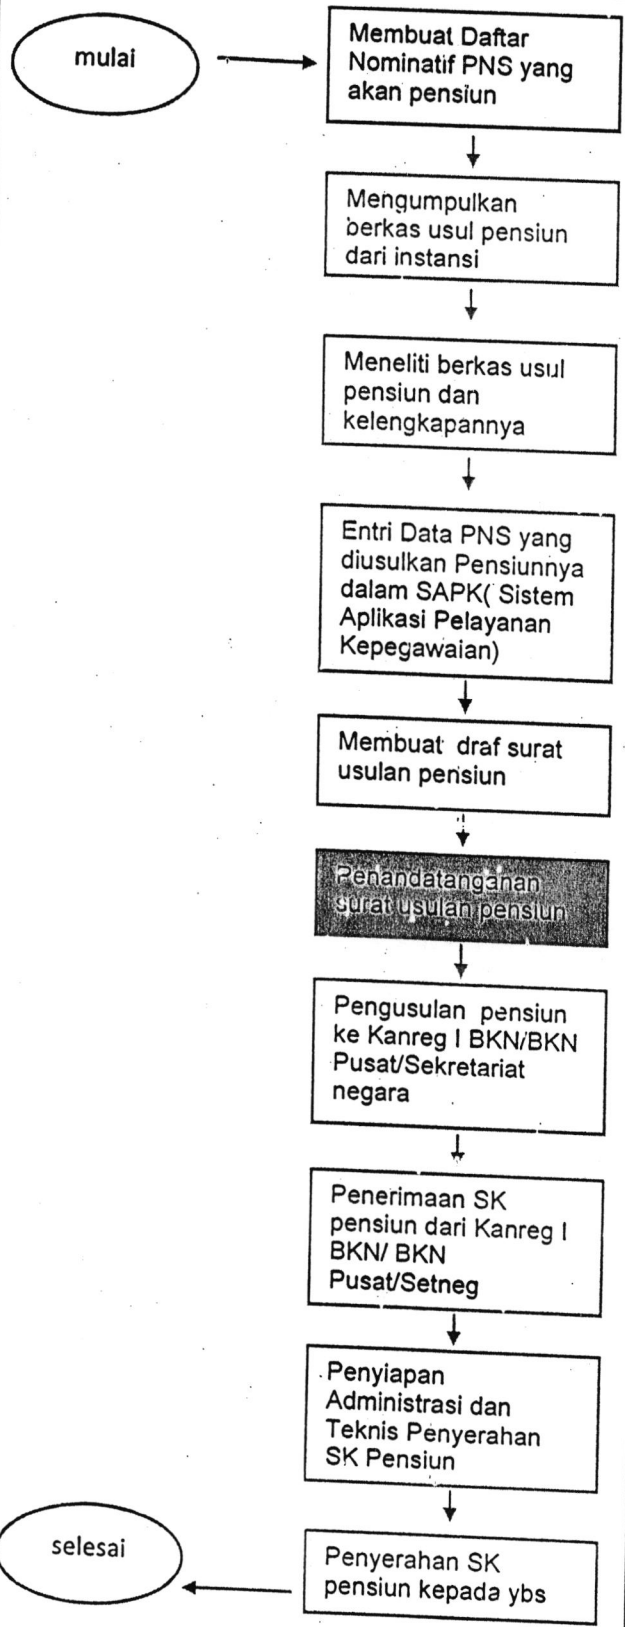 mulai
Membuat Daftar
Nominatif PNS yang
akan pensiun
Mengumpulkan
berkas usul pensiun
dari instansi
Meneliti berkas usul
pensiun dan
kelengkapannya
Entri Data PNS yang
diusulkan Pensiunnya
dalam SAPK( Sistem
Aplikasi Pelayanan
Kepegawaian)
Membuat draf surat
usulan pensiun
Penandatanganan
surat usulan pensiun
Pengusulan pensiun
ke Kanreg I BKN/BKN
Pusat/Sekretariat
negara
Penerimaan SK
pensiun dari Kanreg I
BKN/ BKN
Pusat/Setneg
Penyiapan
Administrasi dan
Teknis Penyerahan
SK Pensiun
Penyerahan SK
pensiun kepada ybs
selesai